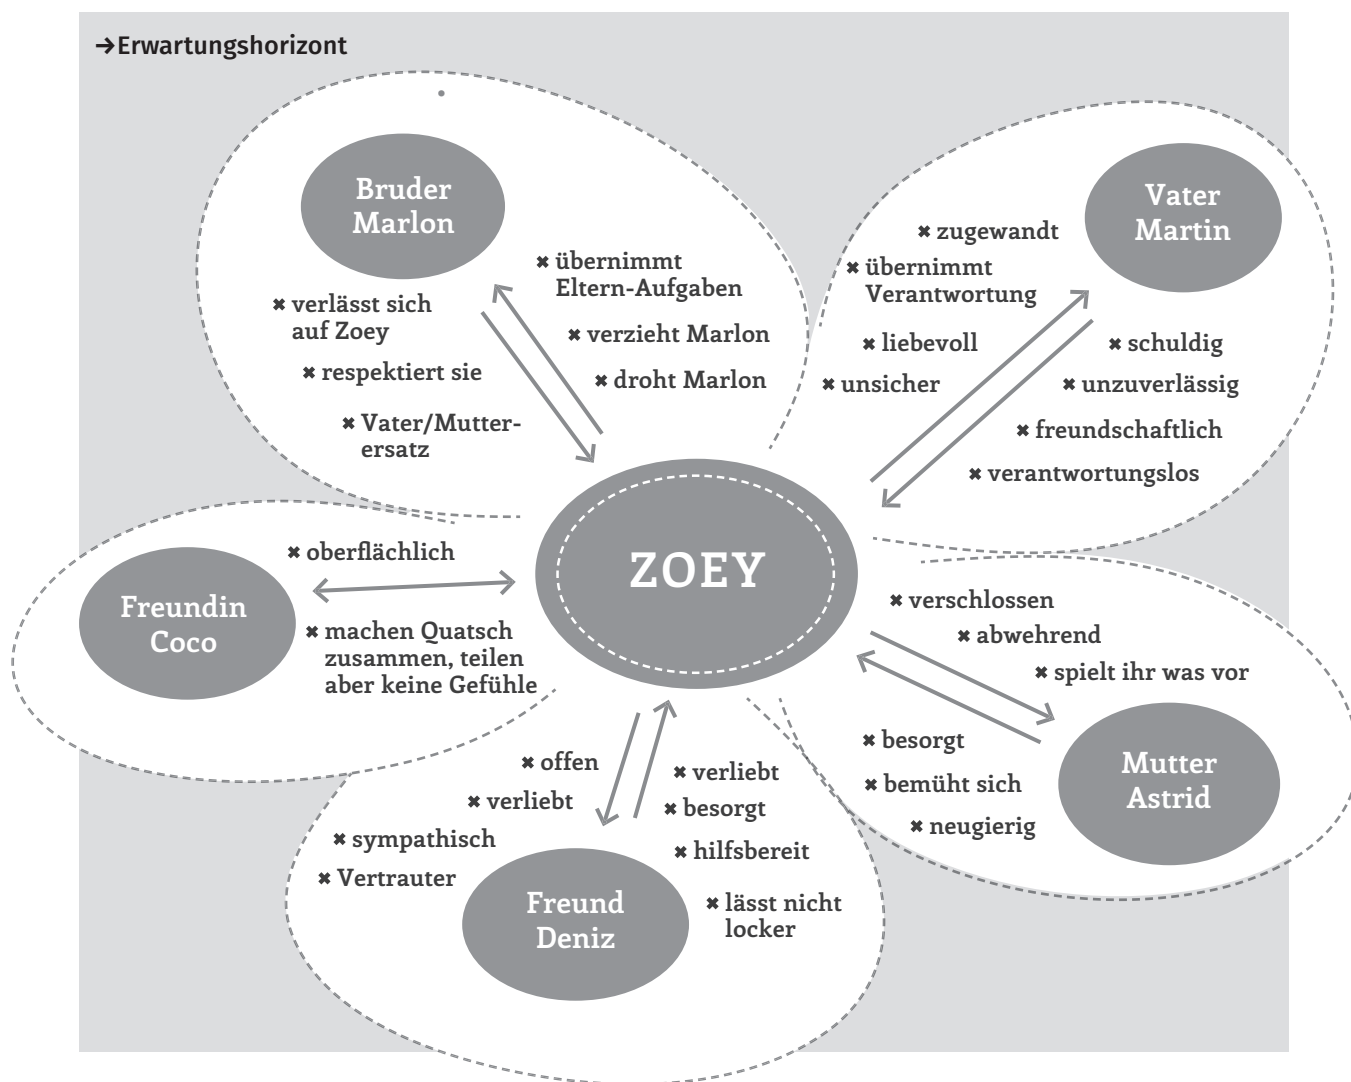 →Erwartungshorizont
Bruder
Marlon
✖ übernimmt
Eltern-Aufgaben
✖ verlässt sich
auf Zoey
✖ verzieht Marlon
✖ respektiert sie
✖ droht Marlon
✖ Vater/Mutter-
ersatz
Vater
Martin
✖ zugewandt
✖ übernimmt
Verantwortung
✖ liebevoll
✖ unsicher
✖ schuldig
✖ unzuverlässig
✖ freundschaftlich
✖ verantwortungslos
ZOEY
Freundin
Coco
✖ oberflächlich
✖ machen Quatsch
zusammen, teilen
aber keine Gefühle
✖ verschlossen
✖ abwehrend
✖ spielt ihr was vor
✖ besorgt
✖ bemüht sich
✖ neugierig
Mutter
Astrid
✖ offen
✖ verliebt
✖ sympathisch
✖ Vertrauter
✖ verliebt
✖ besorgt
✖ hilfsbereit
✖ lässt nicht
locker
Freund
Deniz